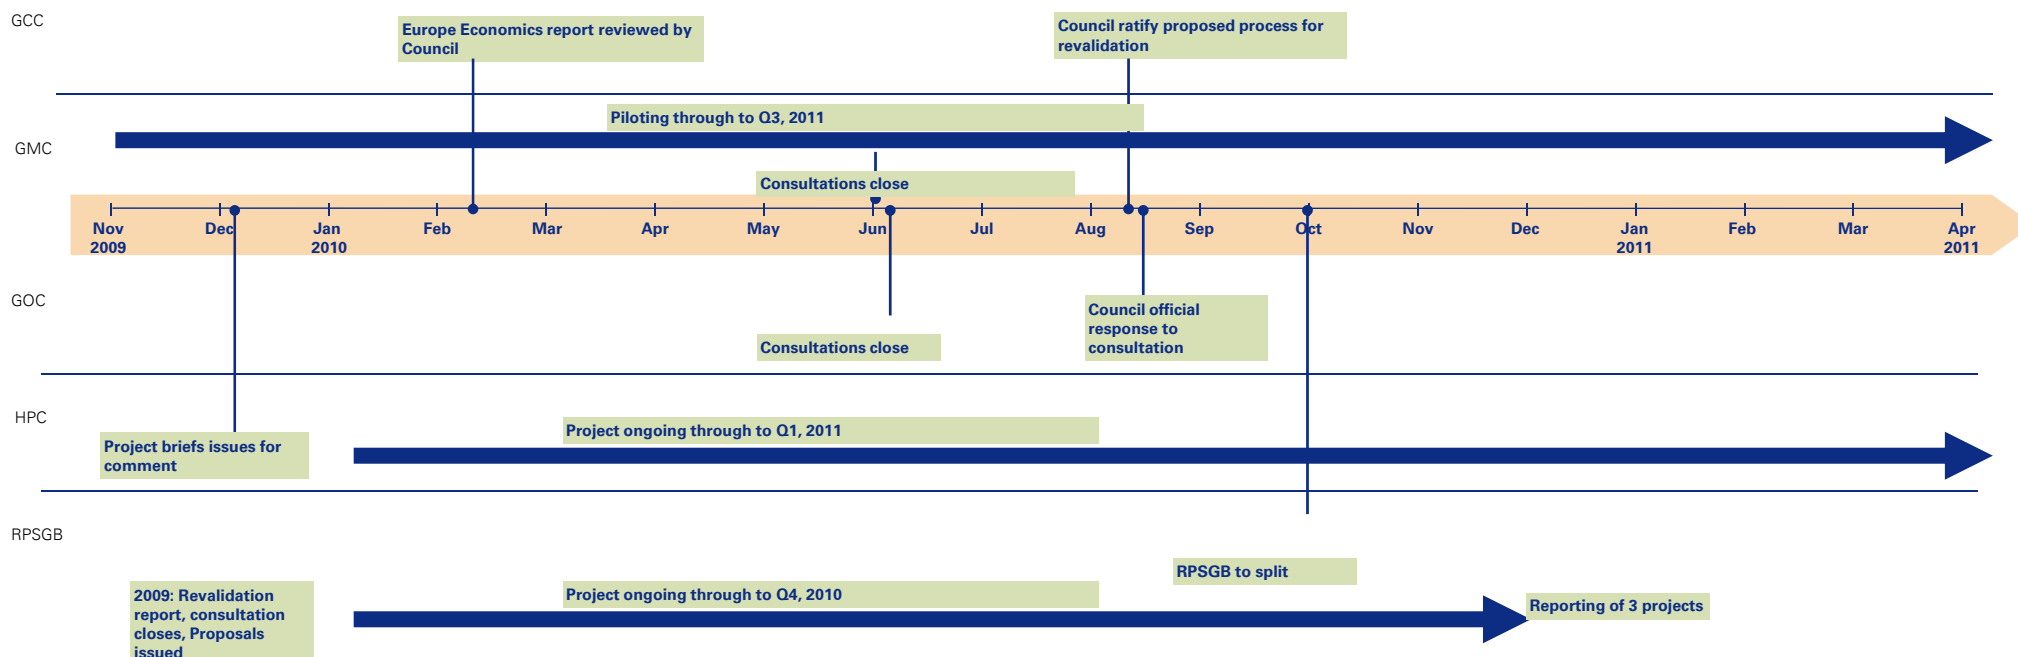 GCC
Europe Economics report reviewed by
Council
Council ratify proposed process for
revalidation
Piloting through to Q3, 2011
GMC
Consultations close
Nov
2009
Dec
Jan
2010
Feb
Mar
Apr
May
Jun
Jul
Aug
Sep
Oct
Nov
Dec
Jan
2011
Feb
Mar
Apr
2011
GOC
Council official
response to
consultation
Consultations close
HPC
Project briefs issues for
comment
Project ongoing through to Q1, 2011
RPSGB
RPSGB to split
2009: Revalidation
report, consultation
closes, Proposals
issued
Project ongoing through to Q4, 2010
Reporting of 3 projects